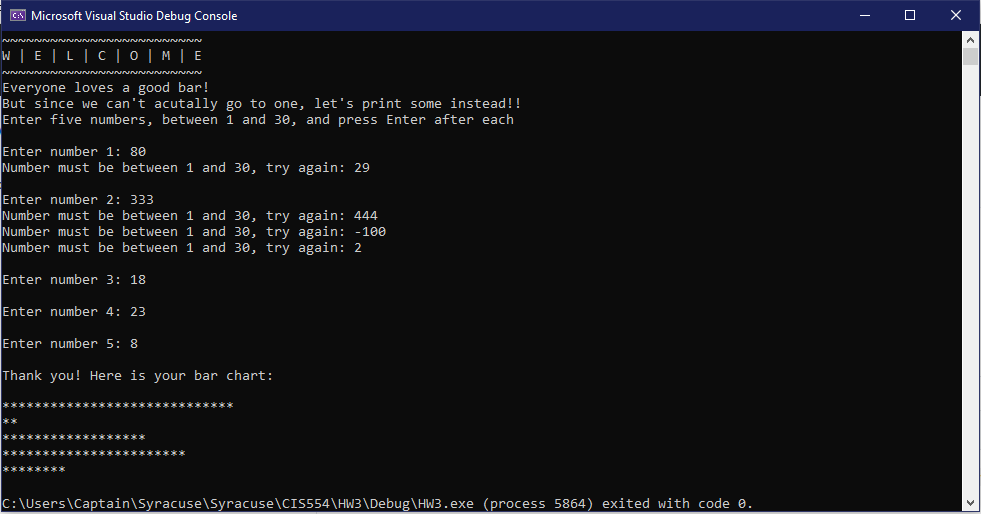 Microsoft Visual Studio Debug Console
~~~~~~~~~~~~~~~~~~~~~~~~~
W | E | L | C | O | M | E
~~~~~~~~~~~~~~~~~~~~~~~~~
Everyone loves a good bar!
But since we can't acutally go to one, let's print some instead!!
Enter five numbers, between 1 and 30, and press Enter after each

Enter number 1: 80
Number must be between 1 and 30, try again: 29

Enter number 2: 333
Number must be between 1 and 30, try again: 444
Number must be between 1 and 30, try again: -100
Number must be between 1 and 30, try again: 2

Enter number 3: 18

Enter number 4: 23

Enter number 5: 8

Thank you! Here is your bar chart:

*****************************
**
******************
***********************
********

C:\Users\Captain\Syracuse\Syracuse\CIS554\HW3\Debug\HW3.exe (process 5864) exited with code 0.